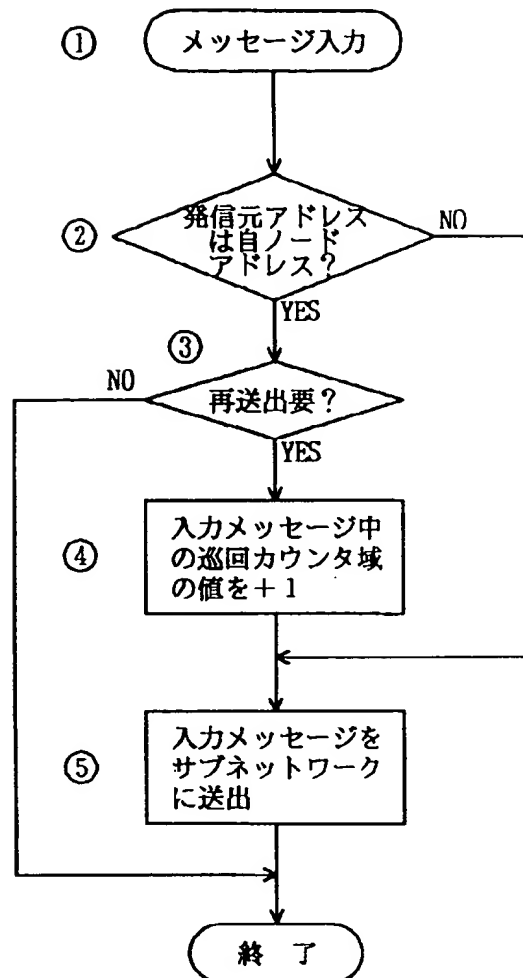 ① メッセージ入力
② 発信元アドレス
は自ノード
アドレス？
NO
YES
③
NO
再送出要？
YES
④ 入力メッセージ中
の巡回カウンタ域
の値を＋1
⑤ 入力メッセージを
サブネットワーク
に送出
終 了